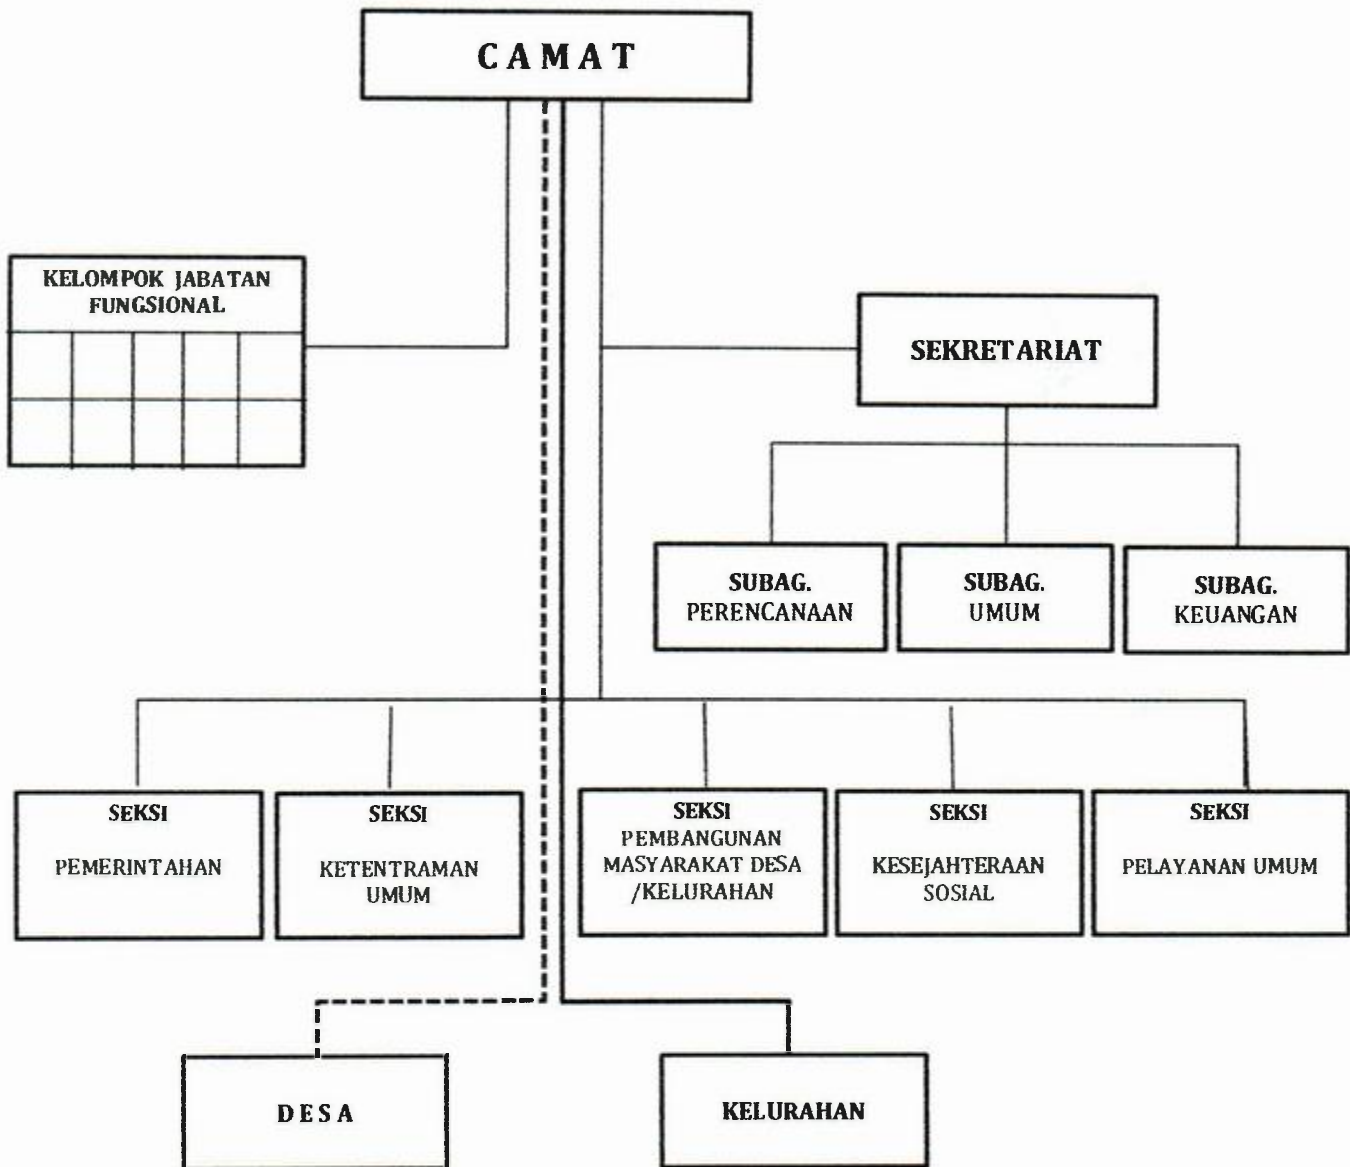 CAMAT
KELOMPOK JABATAN
FUNGSIONAL
SEKRETARIAT
SUBAG.
PERENCANAAN
SUBAG.
UMUM
SUBAG.
KEUANGAN
SEKSI
PEMERINTAHAN
SEKSI
KETENTRAMAN
UMUM
SEKSI
PEMBANGUNAN
MASYARAKAT DESA
/KELURAHAN
SEKSI
KESEJAHTERAAN
SOSIAL
SEKSI
PELAYANAN UMUM
DESA
KELURAHAN